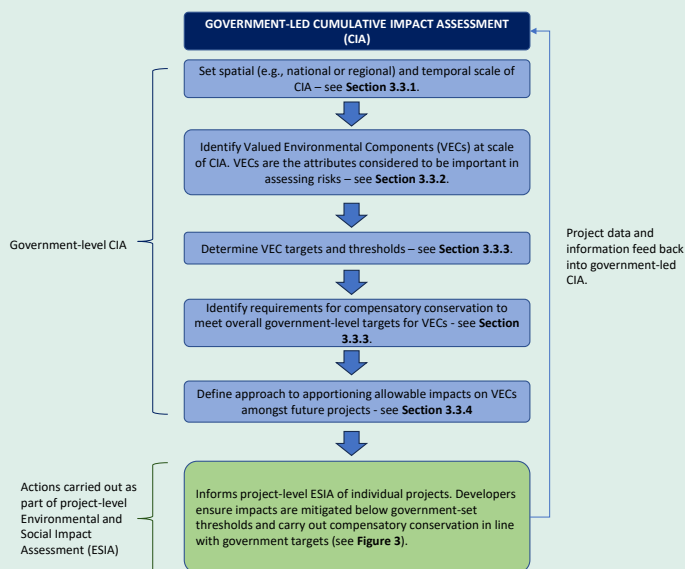 GOVERNMENT-LED CUMULATIVE IMPACT ASSESSMENT
(CIA)
Set spatial (e.g., national or regional) and temporal scale of
CIA – see Section 3.3.1.
Identify Valued Environmental Components (VECs) at scale
of CIA. VECs are the attributes considered to be important in
assessing risks – see Section 3.3.2.
Government-level CIA
Determine VEC targets and thresholds – see Section 3.3.3.
Project data and
information feed back
into government-led
CIA.
Identify requirements for compensatory conservation to
meet overall government-level targets for VECs - see Section
3.3.3.
Define approach to apportioning allowable impacts on VECs
amongst future projects - see Section 3.3.4
Actions carried out as
part of project-level
Environmental and
Social Impact
Assessment (ESIA)
Informs project-level ESIA of individual projects. Developers
ensure impacts are mitigated below government-set
thresholds and carry out compensatory conservation in line
with government targets (see Figure 3).